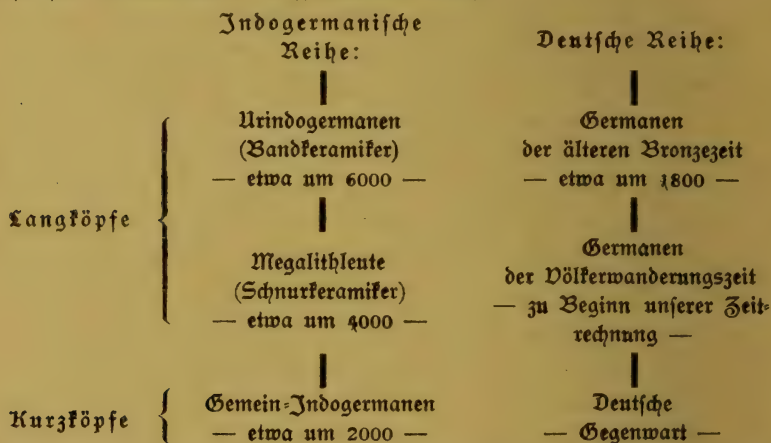 Indogermanische
Reihe:
Deutsche Reihe:
Urindogermanen
(Bandkeramiker)
— etwa um 6000 —
Germanen
der älteren Bronzezeit
— etwa um 1800 —
Langköpfe
Megalithleute
(Schnurkeramiker)
— etwa um 4000 —
Germanen
der Völkerwanderungszeit
— zu Beginn unserer Zeit-
rechnung —
Kurzköpfe
Gemein-Indogermanen
— etwa um 2000 —
Deutsche
— Gegenwart —